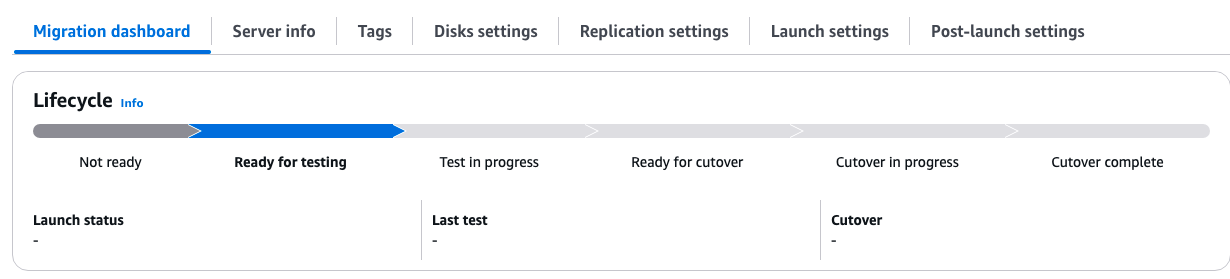 Migration dashboard Server info Tags Disks settings Replication settings Launch settings Post-launch settings
Lifecycle Info
Not ready Ready for testing Test in progress Ready for cutover Cutover in progress Cutover complete
Launch status Last test Cutover
- - -